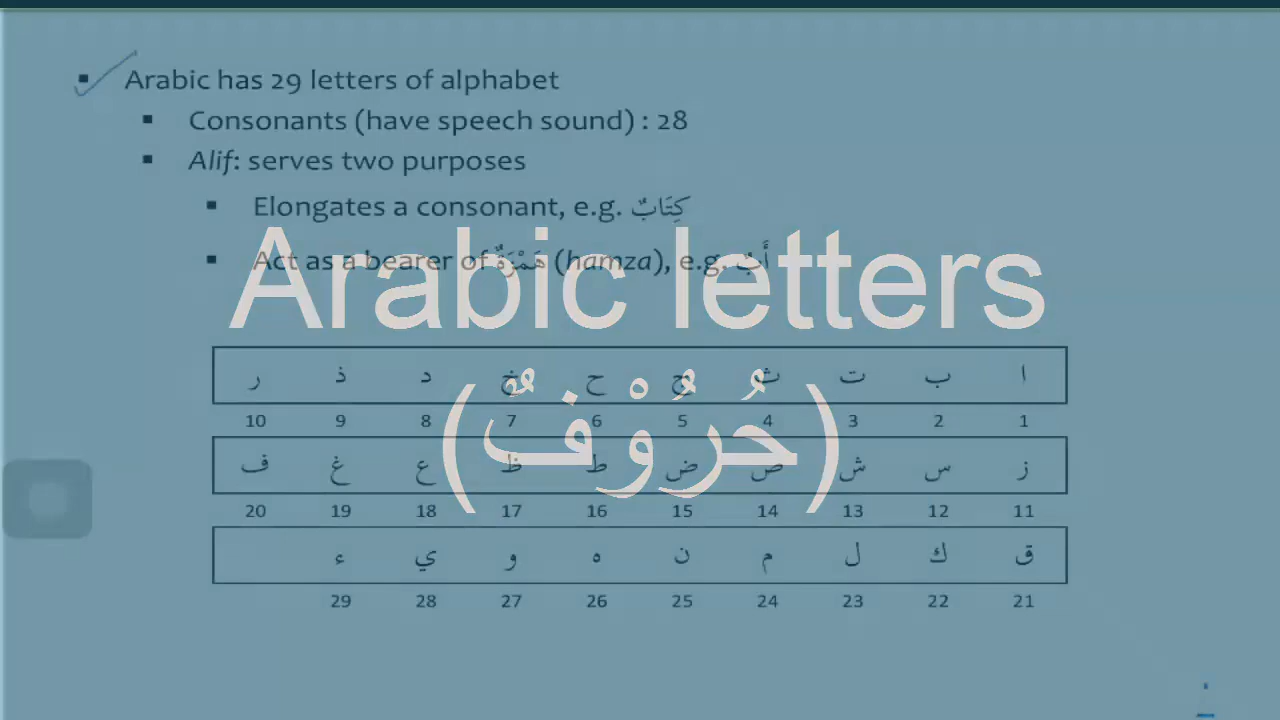 Arabic has 29 letters of alphabet
Consonants (have speech sound) : 28
Alif: serves two purposes
Elongates a consonant, e.g. كِتَابٌ
Act as a bearer of هَمْزَةٌ (hamza), e.g. أَبٌ
Arabic letters
(حُرُوْفٌ)
ا ب ت ث ج ح خ د ذ ر
10 9 8 7 6 5 4 3 2 1
ز س ش ص ض ط ظ ع غ ف
20 19 18 17 16 15 14 13 12 11
ق ك ل م ن ه و ي ء
29 28 27 26 25 24 23 22 21